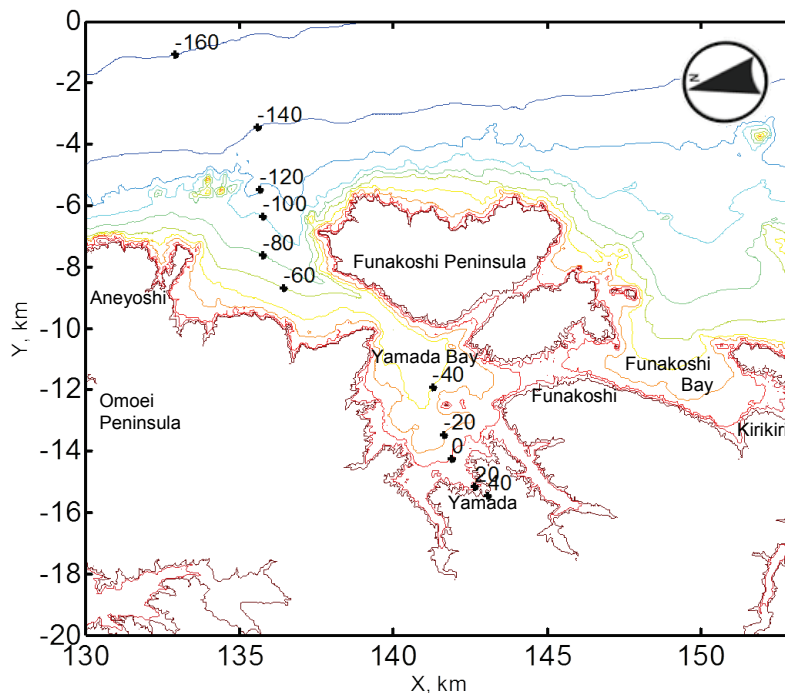 0
-160
-2
N
-140
-4
-120
-6
-100
Funakoshi Peninsula
-80
-8
-60
Aneyoshi
-10
Yamada Bay
Funakoshi
Bay
-40
Omoei
Peninsula
Funakoshi
-12
-20
Kirikiri
0
-14
20
40
Yamada
-16
-18
-20
130
135
140
145
150
X, km
Y, km